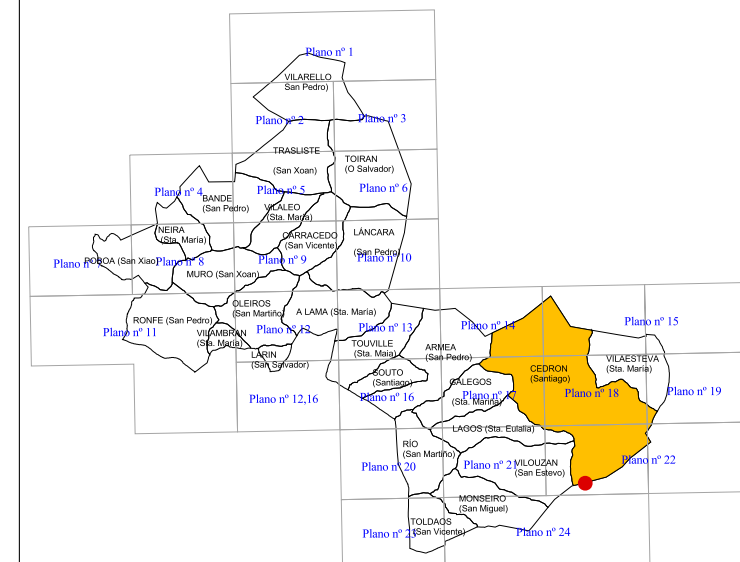 Plano nº 1
VILARELLO
San Pedro)
Plano nº 2
Plano nº 3
TRASLISTE
(San Xoan)
TOIRAN
(O Salvador)
Plano nº 4
Plano nº 5
Plano nº 6
BANDE
(San Pedro)
VILALEO
(Sta. María)
NEIRA
(Sta. María)
CARRACEDO
(San Vicente)
LÁNCARA
(San Pedro)
Plano nº
POBOA (San Xiao)
Plano nº 8
Plano nº 9
Plano nº 10
MURO (San Xoan)
OLEIROS
(San Martiño)
A LAMA (Sta. María)
RONFE (San Pedro)
Plano nº 11
VILAMBRAN
(Sta. María)
Plano nº 12
Plano nº 13
Plano nº 14
Plano nº 15
LARIN
(San Salvador)
TOUVILLE
(Sta. Maia)
ARMEA
(San Pedro)
SOUTO
(Santiago)
CEDRON
(Santiago)
VILAESTEVA
(Sta. María)
GALEGOS
(Sta. Mariña)
Plano nº 12,16
Plano nº 16
Plano nº 17
Plano nº 18
Plano nº 19
LAGOS (Sta. Eulalia)
RÍO
(San Martiño)
Plano nº 20
Plano nº 21
VILOUZAN
(San Estevo)
Plano nº 22
MONSEIRO
(San Miguel)
TOLDAOS
(San Vicente)
Plano nº 23
Plano nº 24